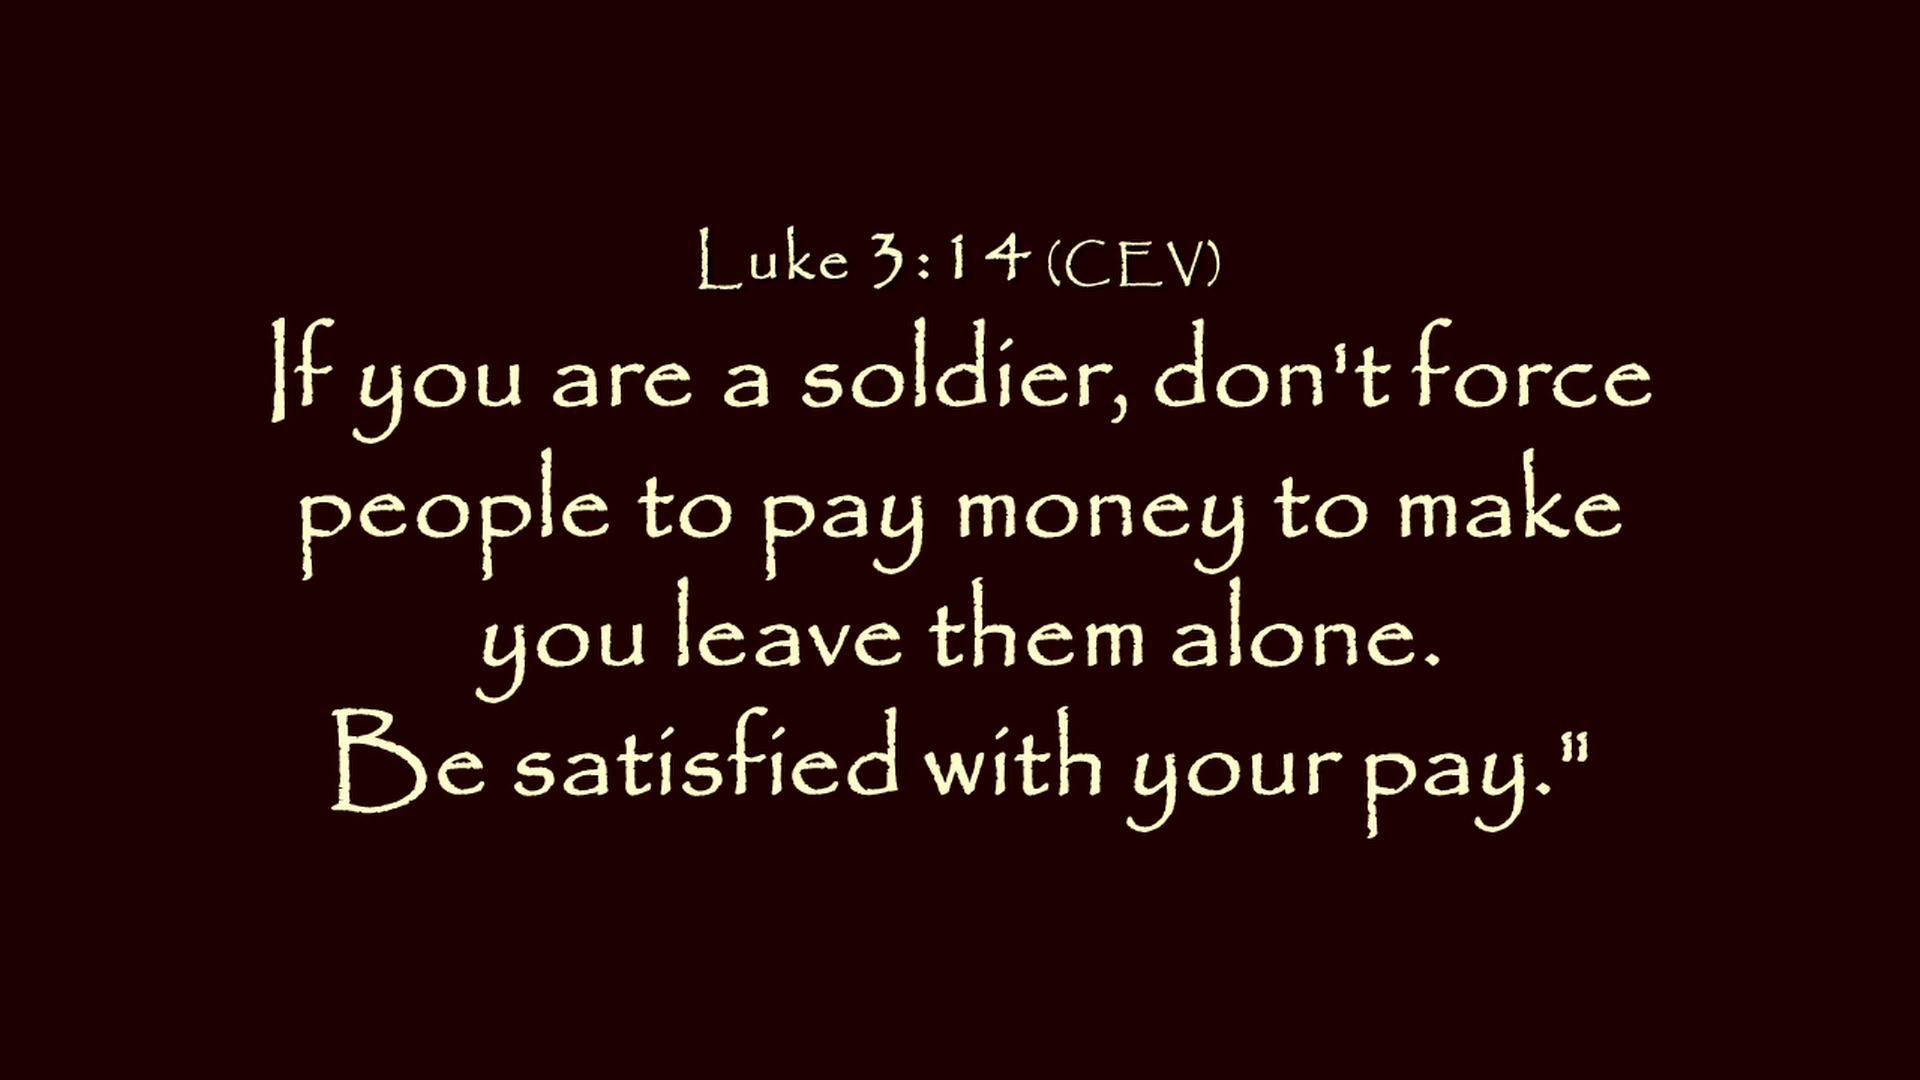 Luke 3:14 (CEV)
If you are a soldier, don't force
people to pay money to make
you leave them alone.
Be satisfied with your pay."